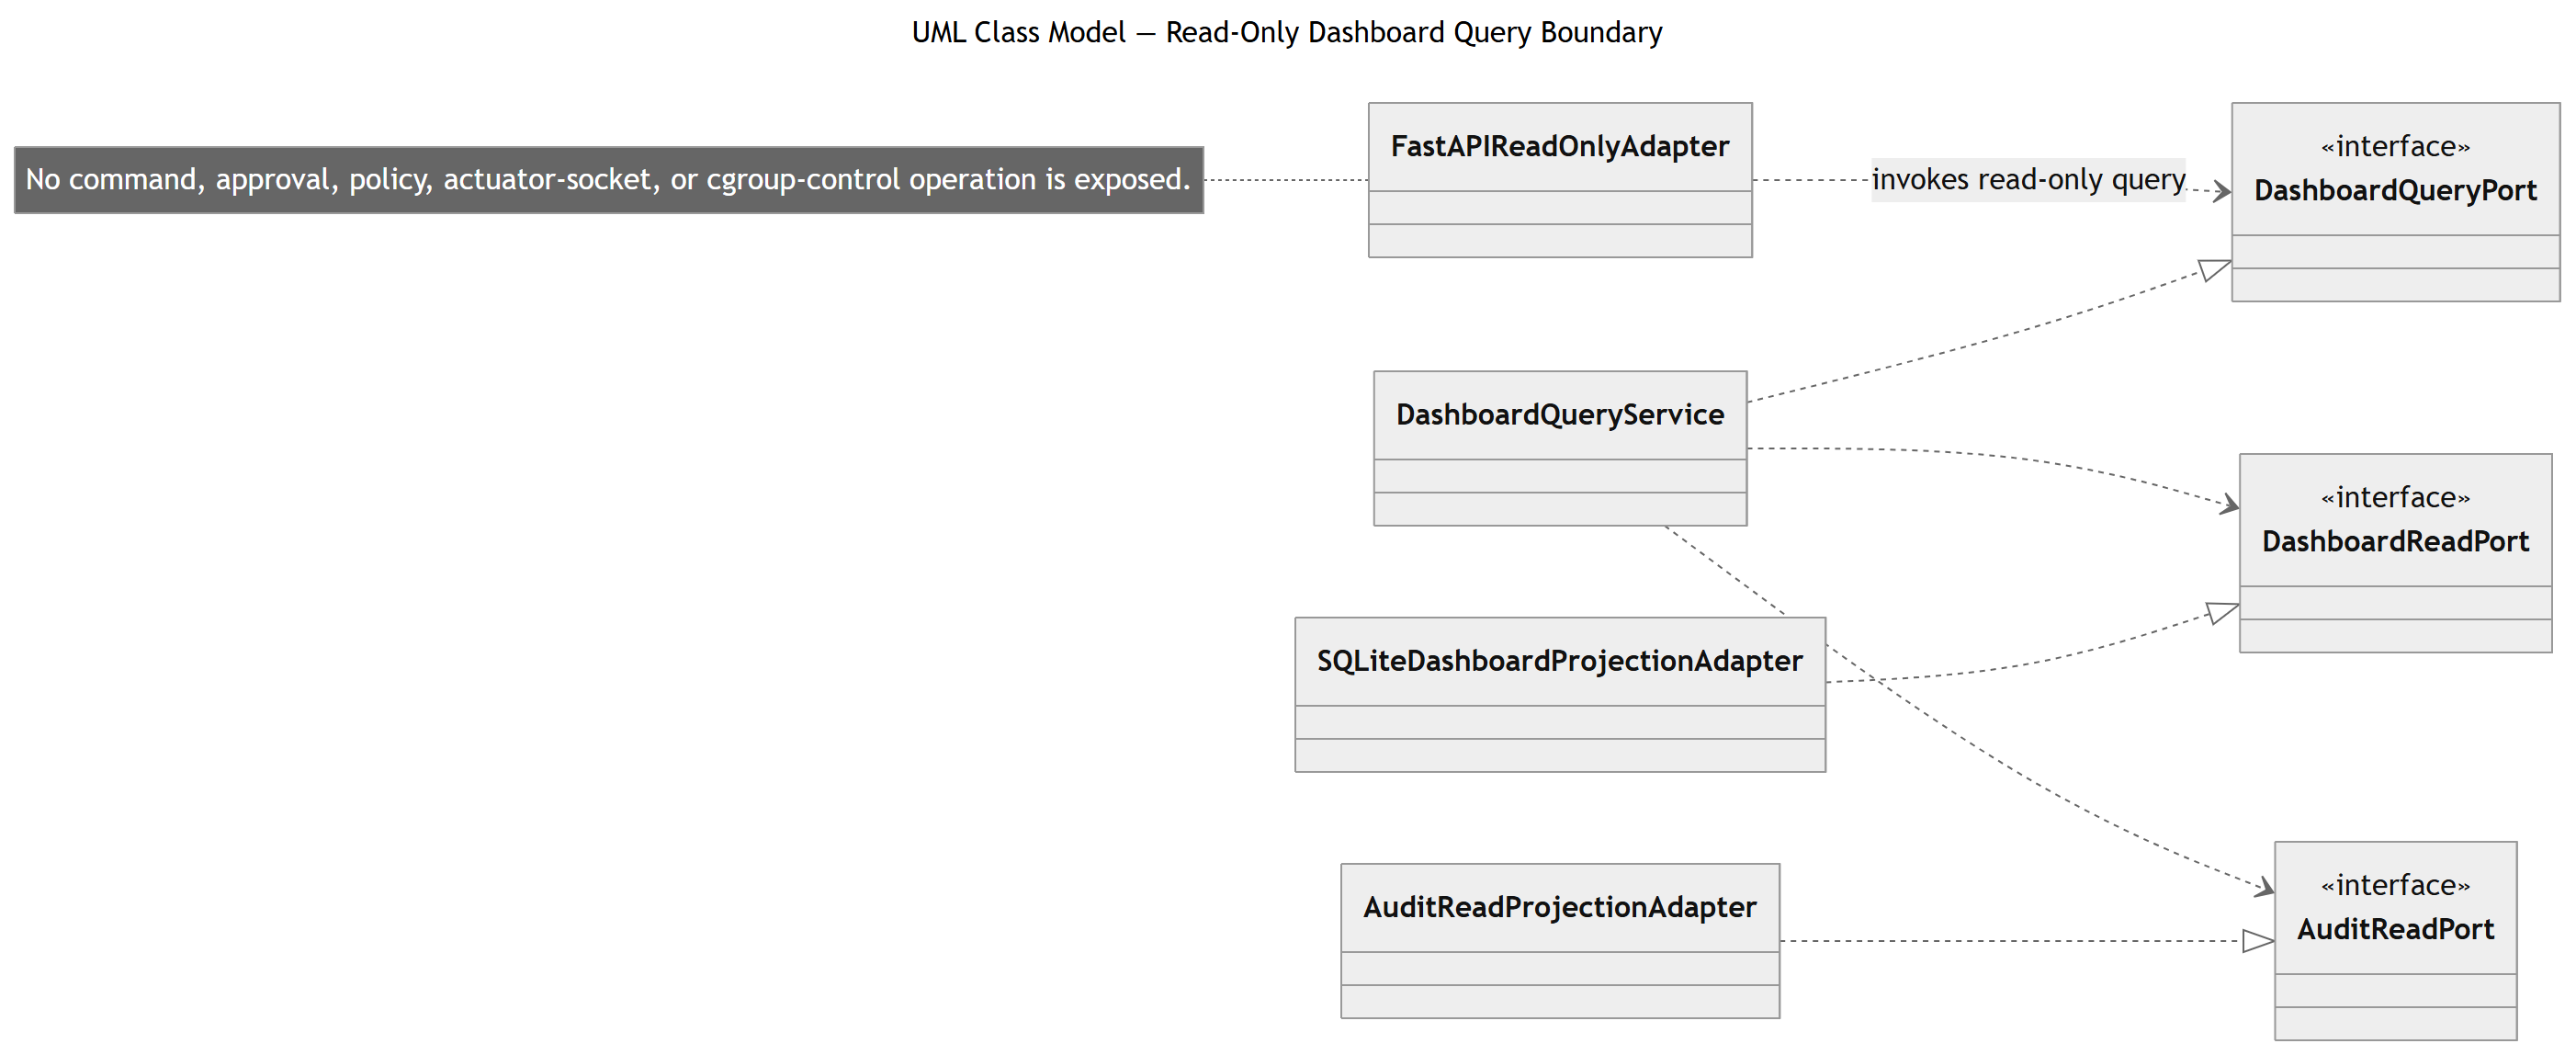 UML Class Model — Read-Only Dashboard Query Boundary
No command, approval, policy, actuator-socket, or cgroup-control operation is exposed.
FastAPIReadOnlyAdapter
invokes read-only query
«interface»
DashboardQueryPort
DashboardQueryService
«interface»
DashboardReadPort
SQLiteDashboardProjectionAdapter
AuditReadProjectionAdapter
«interface»
AuditReadPort